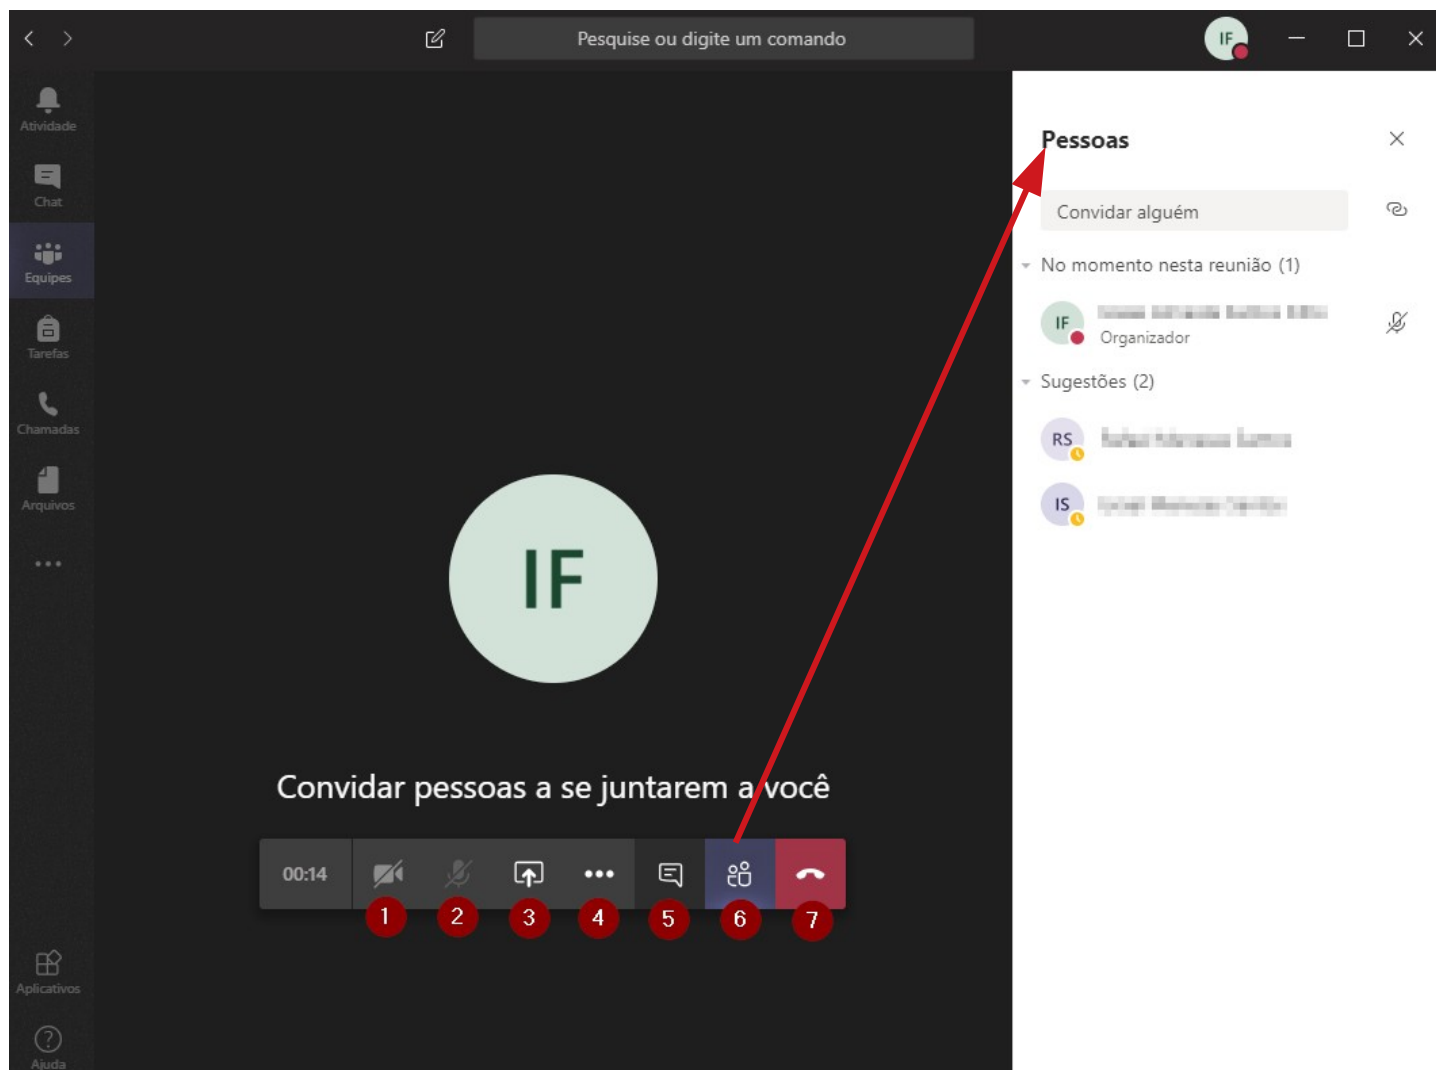 Pesquise ou digite um comando
IF
Atividade
Chat
Equipes
Tarefas
Chamadas
Arquivos
Aplicativos
Ajuda
IF
Convidar pessoas a se juntarem a você
00:14
1 2 3 4 5 6 7
Pessoas
Convidar alguém
No momento nesta reunião (1)
IF
Organizador
Sugestões (2)
RS
IS